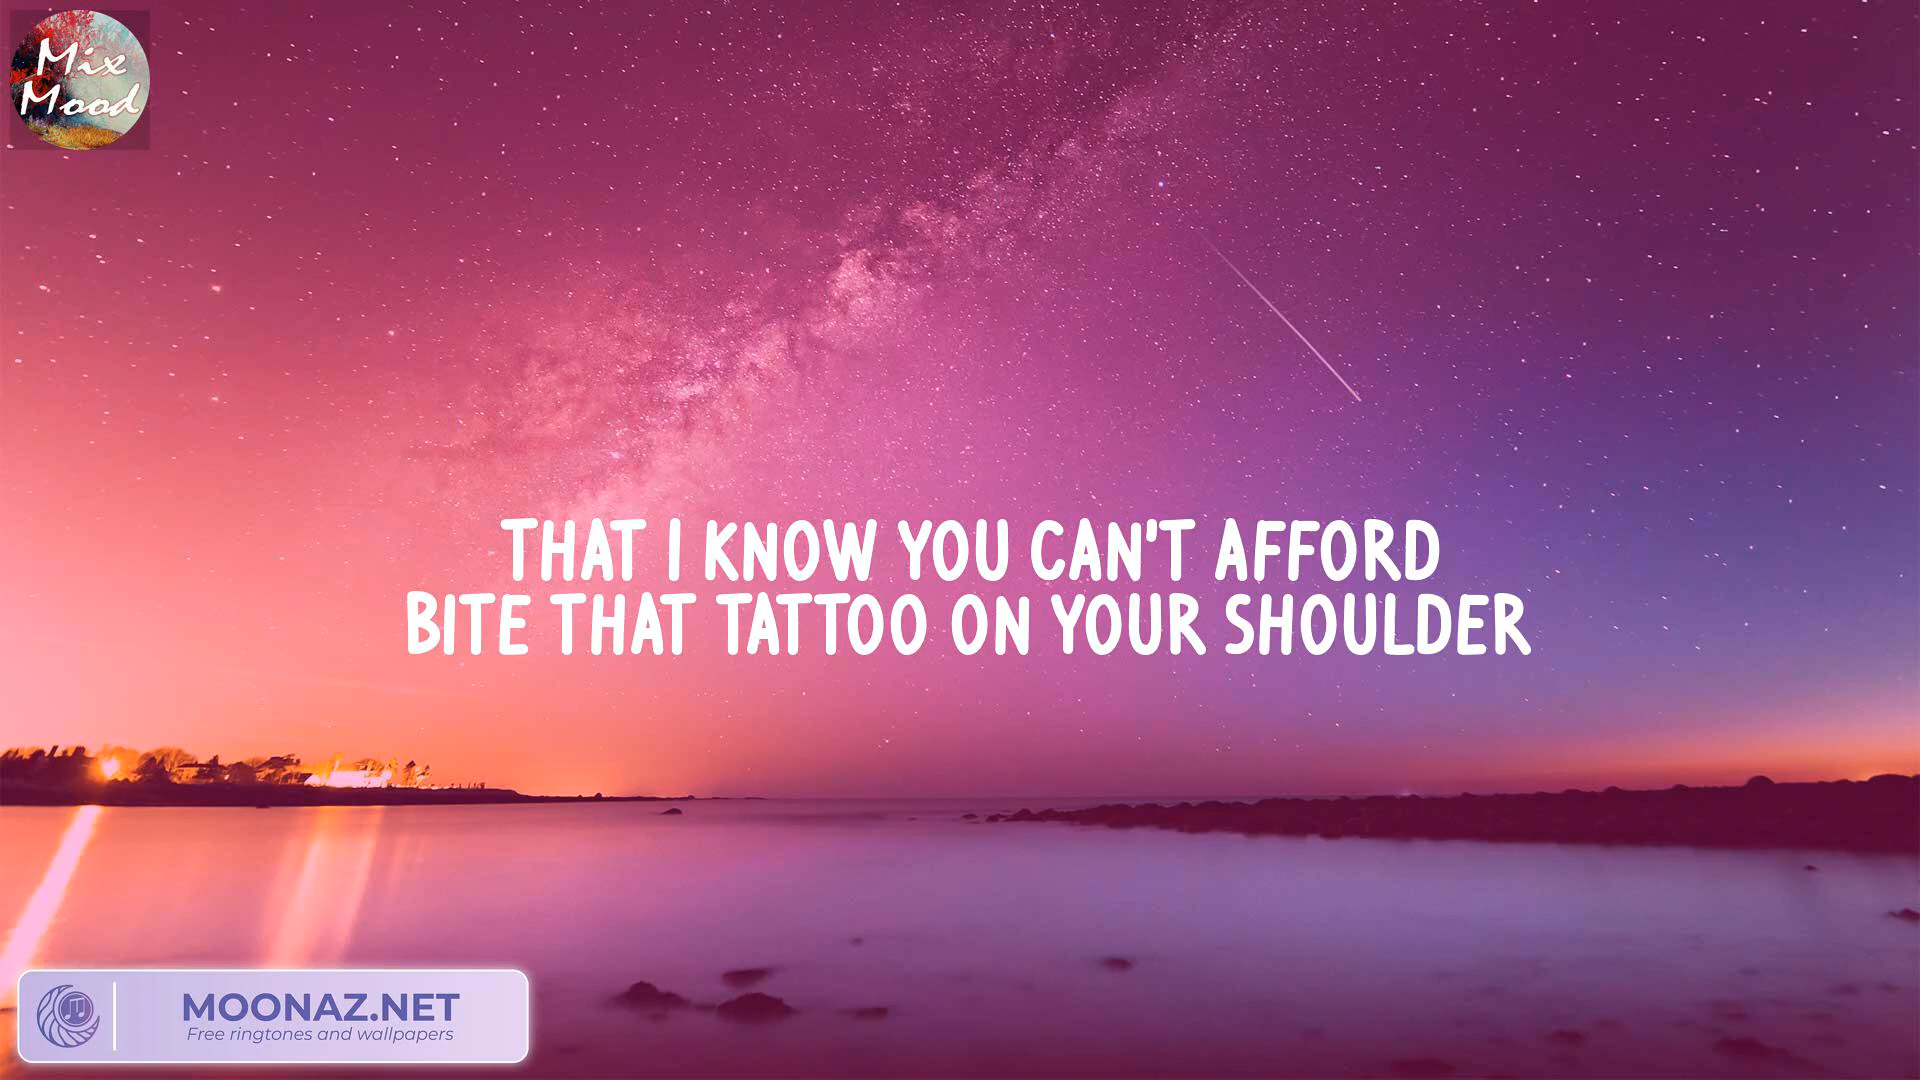 Mix
Mood
THAT I KNOW YOU CAN'T AFFORD
BITE THAT TATTOO ON YOUR SHOULDER
MOONAZ.NET
Free ringtones and wallpapers